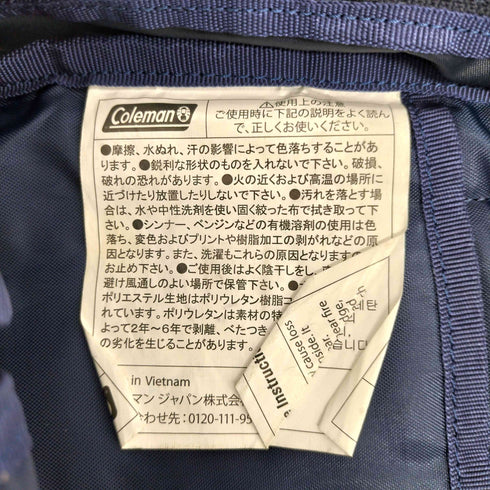 Coleman
⚠使用上の注意
ご使用時に下記の説明をよく読ん
で、正しくお使いください。
●摩擦、水ぬれ、汗の影響によって色落ちすることがあ
ります。●鋭利な形状のものを入れないで下さい。破損、
破れの恐れがあります。●火の近くおよび高温の場所に
近づけたり放置したりしないで下さい。●汚れを落とす場
合は、水や中性洗剤を使い固く絞った布で拭き取って下
さい。●シンナー、ベンジンなどの有機溶剤の使用は色
落ち、変色およびプリントや樹脂加工の剥がれなどの原
因となります。また、洗濯もこれらの原因となりますの
お止め下さい。●ご使用後はよく陰干しをし、直
避け風通しのよい場所で保管下さい。
ポリエステル生地はポリウレタン樹脂コ
れています。ポリウレタンは素材の特
よって2年〜6年で剥離、べたつき
の劣化を生じることがあります。
in Vietnam
マン ジャパン株式会
わせ先：0120-111-95
Instructi
cause loss
nside. It
near fire